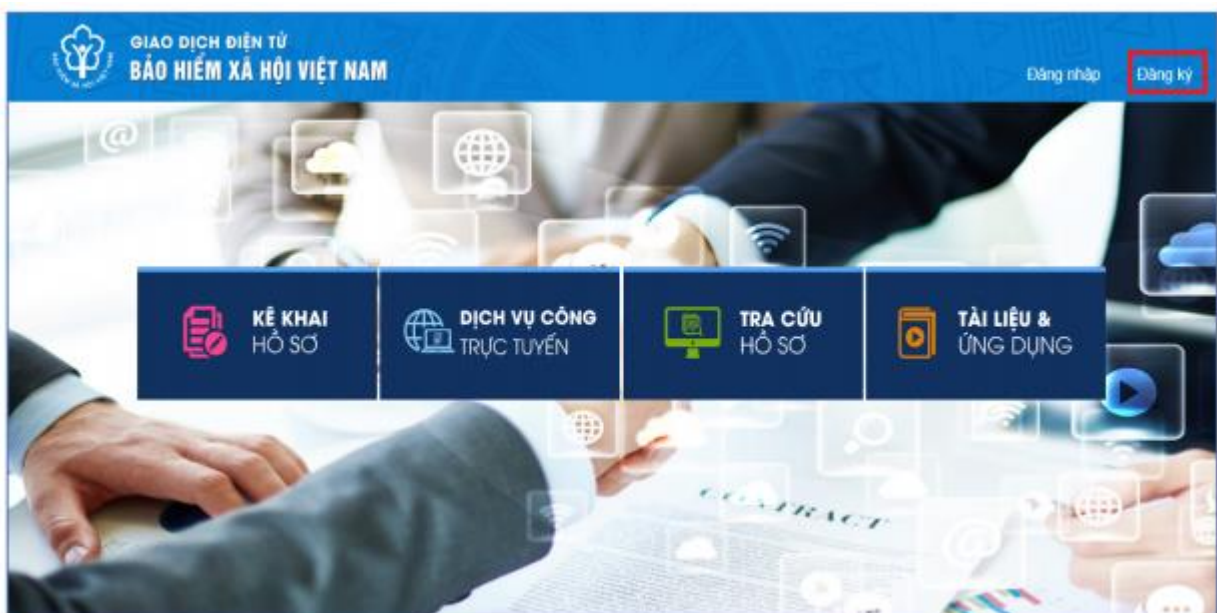 GIAO DỊCH ĐIỆN TỬ
BẢO HIỂM XÃ HỘI VIỆT NAM
Đăng nhập
Đăng ký
KÊ KHAI
HỒ SƠ
DỊCH VỤ CÔNG
TRỰC TUYẾN
TRA CỨU
HỒ SƠ
TÀI LIỆU &
ỨNG DỤNG
CONTRACT